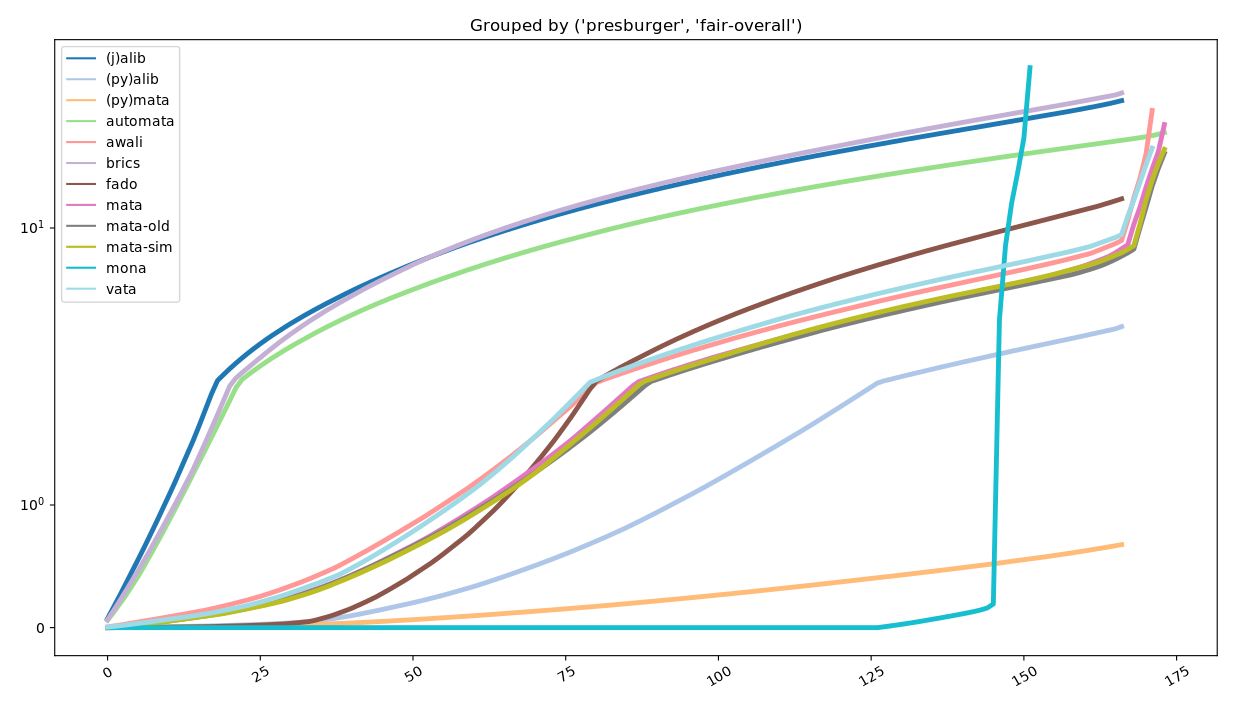 Grouped by ('presburger', 'fair-overall')
(j)alib
(py)alib
(py)mata
automata
awali
brics
fado
mata
mata-old
mata-sim
mona
vata
10¹
10⁰
0
0 25 50 75 100 125 150 175